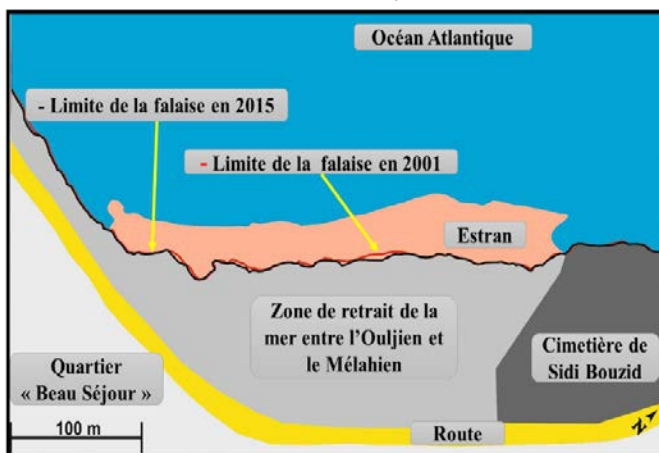 Océan Atlantique
- Limite de la falaise en 2015
- Limite de la falaise en 2001
Estran
Zone de retrait de la
mer entre l'Ouljien et
le Mélahien
Cimetière de
Sidi Bouzid
Quartier
« Beau Séjour »
100 m
Route
N